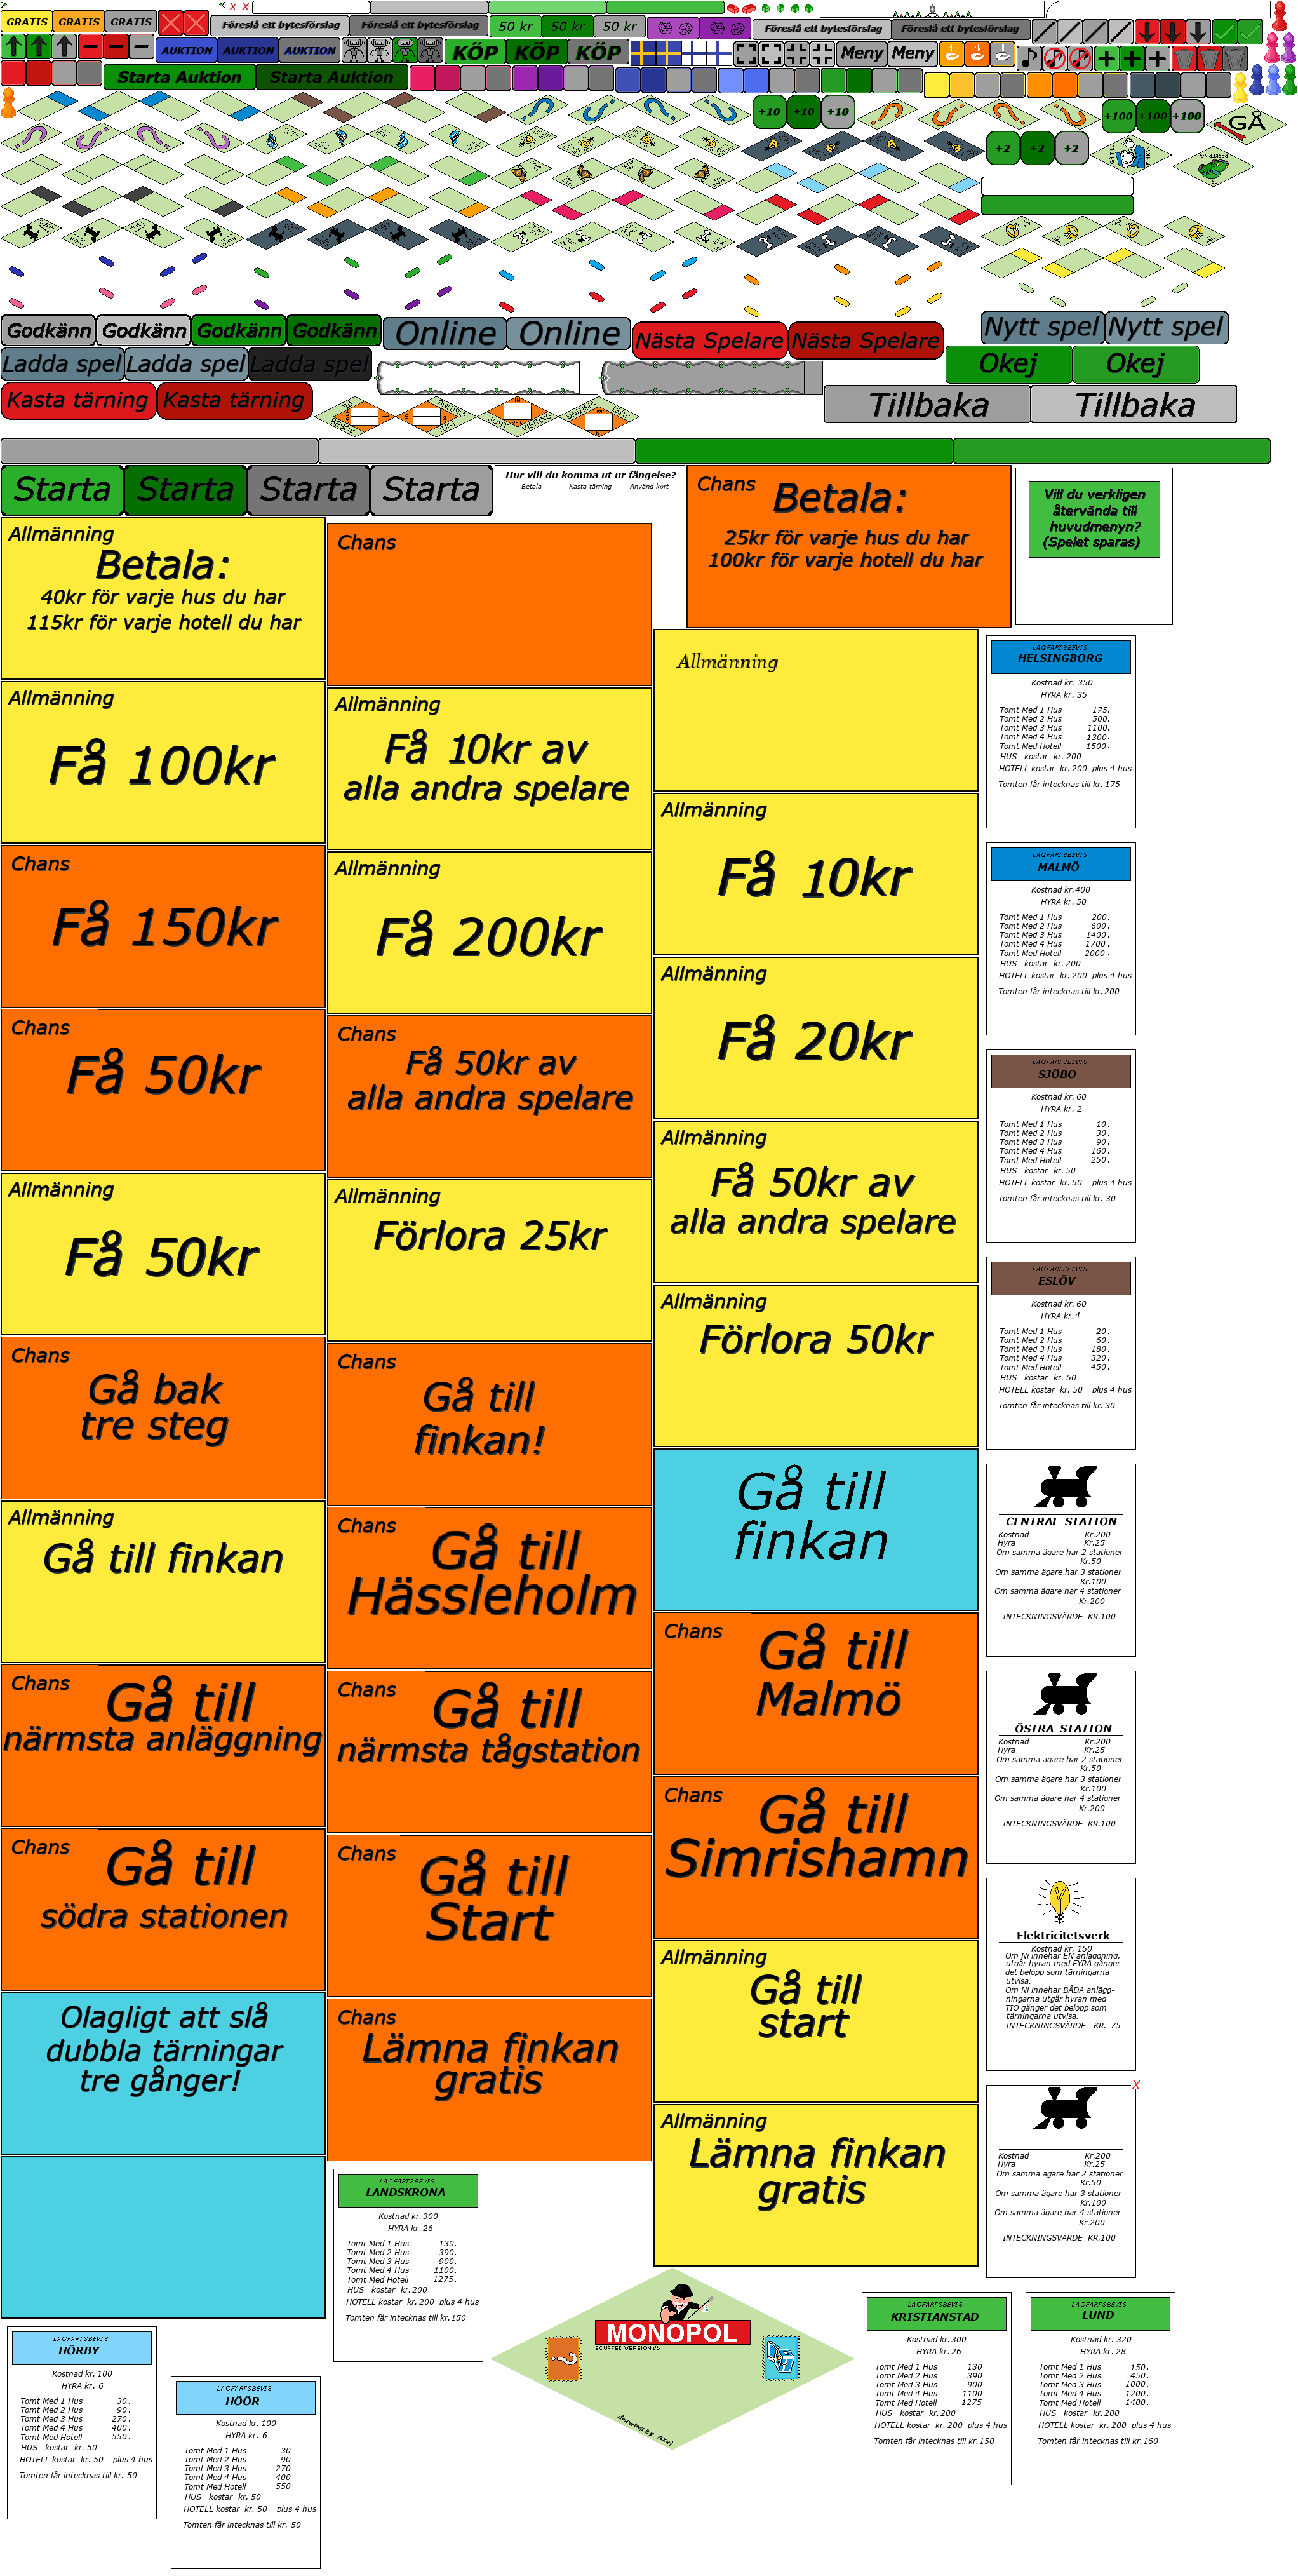 X X
GRATIS GRATIS GRATIS
Föreslå ett bytesförslag Föreslå ett bytesförslag
50 kr 50 kr 50 kr
Föreslå ett bytesförslag Föreslå ett bytesförslag
AUKTION AUKTION AUKTION
KÖP KÖP KÖP
Meny Meny
Starta Auktion Starta Auktion
+10 +10 +10
+100 +100 +100
GÅ
+2 +2 +2
GÅ TILL FINKAN
FRI PARKERING
Godkänn Godkänn Godkänn Godkänn
Online Online
Nästa Spelare Nästa Spelare
Nytt spel Nytt spel
Ladda spel Ladda spel Ladda spel
Okej Okej
Kasta tärning Kasta tärning
PÅ BESÖK
JUST VISITING
JUST VISITING
JUST VISITING
Tillbaka Tillbaka
Starta Starta Starta Starta
Hur vill du komma ut ur fängelse?
Betala Kasta tärning Använd kort
Chans
Betala:
25kr för varje hus du har
100kr för varje hotell du har
Vill du verkligen
återvända till
huvudmenyn?
(Spelet sparas)
Allmänning
Betala:
40kr för varje hus du har
115kr för varje hotell du har
Chans
Allmänning
Allmänning
Få 100kr
Allmänning
Få 10kr av
alla andra spelare
Allmänning
Få 10kr
Chans
Få 150kr
Allmänning
Få 200kr
Allmänning
Få 20kr
Chans
Få 50kr
Chans
Få 50kr av
alla andra spelare
Allmänning
Få 50kr av
alla andra spelare
Allmänning
Få 50kr
Allmänning
Förlora 25kr
Allmänning
Förlora 50kr
Chans
Gå bak
tre steg
Chans
Gå till
finkan!
Gå till
finkan
Allmänning
Gå till finkan
Chans
Gå till
Hässleholm
Chans
Gå till
Malmö
Chans
Gå till
närmsta anläggning
Chans
Gå till
närmsta tågstation
Chans
Gå till
Simrishamn
Chans
Gå till
södra stationen
Chans
Gå till
Start
Allmänning
Gå till
start
Olagligt att slå
dubbla tärningar
tre gånger!
Chans
Lämna finkan
gratis
Allmänning
Lämna finkan
gratis
LAGFARTSBEVIS
HELSINGBORG
Kostnad kr. 350
HYRA kr. 35
Tomt Med 1 Hus 175.
Tomt Med 2 Hus 500.
Tomt Med 3 Hus 1100.
Tomt Med 4 Hus 1300.
Tomt Med Hotell 1500.
HUS kostar kr. 200
HOTELL kostar kr. 200 plus 4 hus
Tomten får intecknas till kr. 175
LAGFARTSBEVIS
MALMÖ
Kostnad kr.400
HYRA kr. 50
Tomt Med 1 Hus 200.
Tomt Med 2 Hus 600.
Tomt Med 3 Hus 1400.
Tomt Med 4 Hus 1700.
Tomt Med Hotell 2000.
HUS kostar kr. 200
HOTELL kostar kr. 200 plus 4 hus
Tomten får intecknas till kr.200
LAGFARTSBEVIS
SJÖBO
Kostnad kr. 60
HYRA kr. 2
Tomt Med 1 Hus 10.
Tomt Med 2 Hus 30.
Tomt Med 3 Hus 90.
Tomt Med 4 Hus 160.
Tomt Med Hotell 250.
HUS kostar kr. 50
HOTELL kostar kr. 50 plus 4 hus
Tomten får intecknas till kr. 30
LAGFARTSBEVIS
ESLÖV
Kostnad kr. 60
HYRA kr.4
Tomt Med 1 Hus 20.
Tomt Med 2 Hus 60.
Tomt Med 3 Hus 180.
Tomt Med 4 Hus 320.
Tomt Med Hotell 450.
HUS kostar kr. 50
HOTELL kostar kr. 50 plus 4 hus
Tomten får intecknas till kr. 30
CENTRAL STATION
Kostnad Kr.200
Hyra Kr.25
Om samma ägare har 2 stationer
Kr.50
Om samma ägare har 3 stationer
Kr.100
Om samma ägare har 4 stationer
Kr.200
INTECKNINGSVÄRDE KR.100
ÖSTRA STATION
Kostnad Kr.200
Hyra Kr.25
Om samma ägare har 2 stationer
Kr.50
Om samma ägare har 3 stationer
Kr.100
Om samma ägare har 4 stationer
Kr.200
INTECKNINGSVÄRDE KR.100
Elektricitetsverk
Kostnad kr. 150
Om Ni innehar EN anläggning,
utgår hyran med FYRA gånger
det belopp som tärningarna
utvisa.
Om Ni innehar BÅDA anlägg-
ningarna utgår hyran med
TIO gånger det belopp som
tärningarna utvisa.
INTECKNINGSVÄRDE KR. 75
X
Kostnad Kr.200
Hyra Kr.25
Om samma ägare har 2 stationer
Kr.50
Om samma ägare har 3 stationer
Kr.100
Om samma ägare har 4 stationer
Kr.200
INTECKNINGSVÄRDE KR.100
LAGFARTSBEVIS
LANDSKRONA
Kostnad kr.300
HYRA kr.26
Tomt Med 1 Hus 130.
Tomt Med 2 Hus 390.
Tomt Med 3 Hus 900.
Tomt Med 4 Hus 1100.
Tomt Med Hotell 1275.
HUS kostar kr.200
HOTELL kostar kr.200 plus 4 hus
Tomten får intecknas till kr.150
MONOPOL
SCUFFED VERSION
drawing by Axel
LAGFARTSBEVIS
KRISTIANSTAD
Kostnad kr.300
HYRA kr.26
Tomt Med 1 Hus 130.
Tomt Med 2 Hus 390.
Tomt Med 3 Hus 900.
Tomt Med 4 Hus 1100.
Tomt Med Hotell 1275.
HUS kostar kr.200
HOTELL kostar kr.200 plus 4 hus
Tomten får intecknas till kr.150
LAGFARTSBEVIS
LUND
Kostnad kr. 320
HYRA kr. 28
Tomt Med 1 Hus 150.
Tomt Med 2 Hus 450.
Tomt Med 3 Hus 1000.
Tomt Med 4 Hus 1200.
Tomt Med Hotell 1400.
HUS kostar kr.200
HOTELL kostar kr.200 plus 4 hus
Tomten får intecknas till kr.160
LAGFARTSBEVIS
HÖRBY
Kostnad kr. 100
HYRA kr. 6
Tomt Med 1 Hus 30.
Tomt Med 2 Hus 90.
Tomt Med 3 Hus 270.
Tomt Med 4 Hus 400.
Tomt Med Hotell 550.
HUS kostar kr. 50
HOTELL kostar kr. 50 plus 4 hus
Tomten får intecknas till kr. 50
LAGFARTSBEVIS
HÖÖR
Kostnad kr. 100
HYRA kr. 6
Tomt Med 1 Hus 30.
Tomt Med 2 Hus 90.
Tomt Med 3 Hus 270.
Tomt Med 4 Hus 400.
Tomt Med Hotell 550.
HUS kostar kr. 50
HOTELL kostar kr. 50 plus 4 hus
Tomten får intecknas till kr. 50